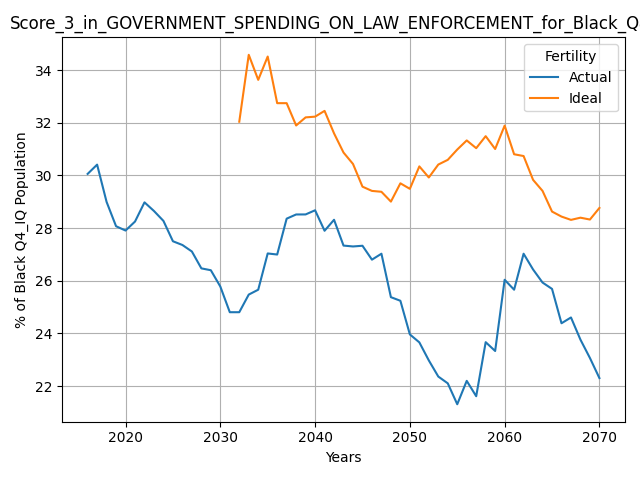 Score_3_in_GOVERNMENT_SPENDING_ON_LAW_ENFORCEMENT_for_Black_Q
Fertility
Actual
Ideal
% of Black Q4_IQ Population
34
32
30
28
26
24
22
2020 2030 2040 2050 2060 2070
Years